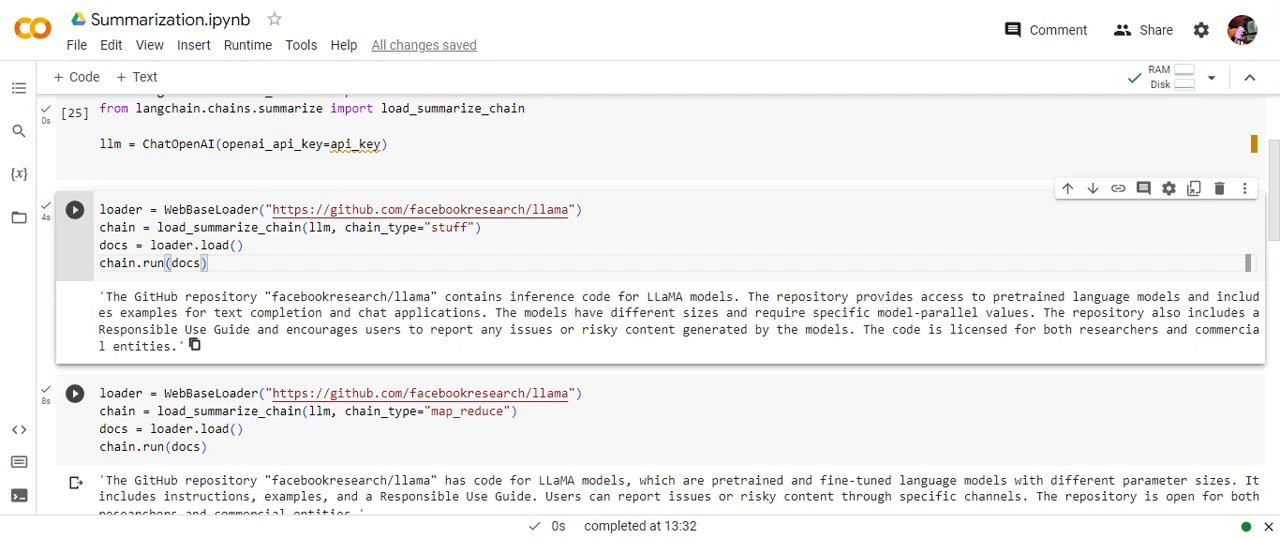 Summarization.ipynb
File Edit View Insert Runtime Tools Help All changes saved
Comment Share
+ Code + Text
RAM
Disk
[25]
0s
from langchain.chains.summarize import load_summarize_chain
llm = ChatOpenAI(openai_api_key=api_key)
4s
loader = WebBaseLoader("https://github.com/facebookresearch/llama")
chain = load_summarize_chain(llm, chain_type="stuff")
docs = loader.load()
chain.run(docs)
'The GitHub repository "facebookresearch/llama" contains inference code for LLaMA models. The repository provides access to pretrained language models and includ
es examples for text completion and chat applications. The models have different sizes and require specific model-parallel values. The repository also includes a
Responsible Use Guide and encourages users to report any issues or risky content generated by the models. The code is licensed for both researchers and commercia
l entities.'
8s
loader = WebBaseLoader("https://github.com/facebookresearch/llama")
chain = load_summarize_chain(llm, chain_type="map_reduce")
docs = loader.load()
chain.run(docs)
'The GitHub repository "facebookresearch/llama" has code for LLaMA models, which are pretrained and fine-tuned language models with different parameter sizes. It
includes instructions, examples, and a Responsible Use Guide. Users can report issues or risky content through specific channels. The repository is open for both
researchers and commercial entities.'
0s completed at 13:32